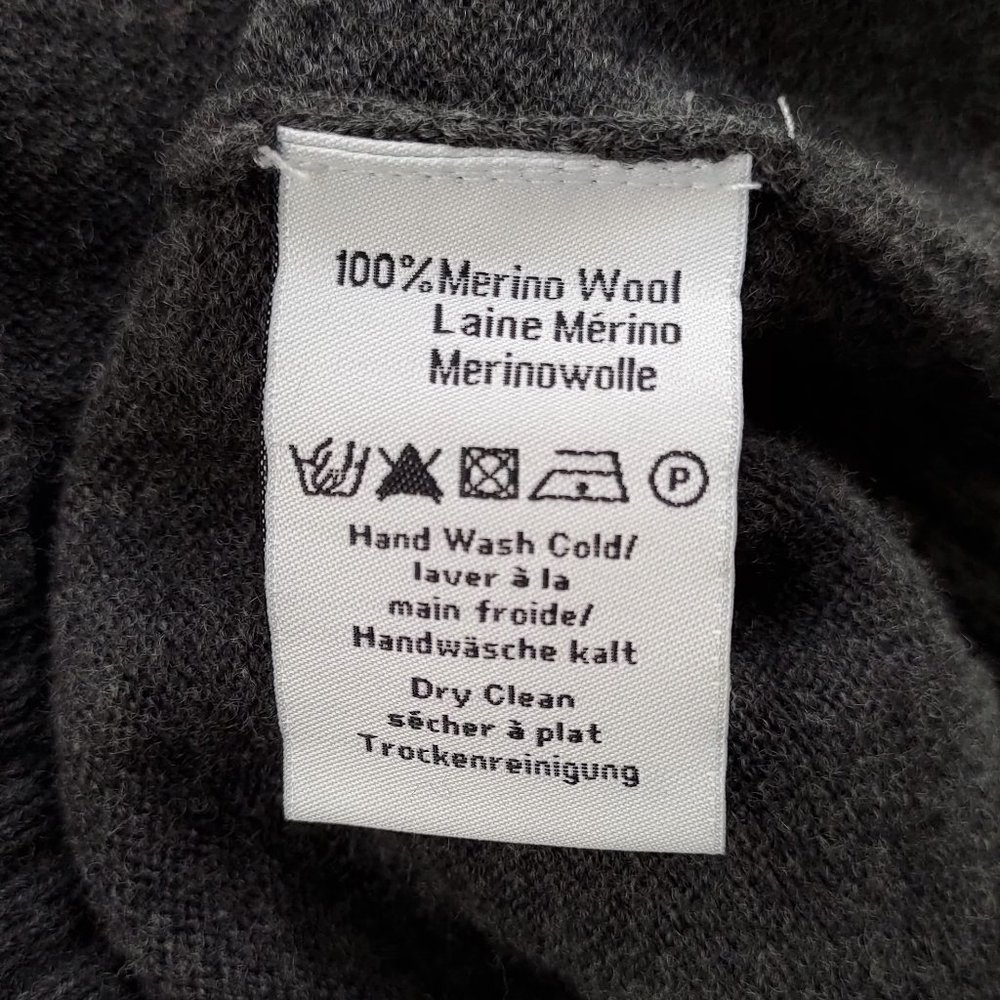 100%Merino Wool
Laine Mérino
Merinowolle
P
Hand Wash Cold/
laver à la
main froide/
Handwäsche kalt
Dry Clean
sécher à plat
Trockenreinigung